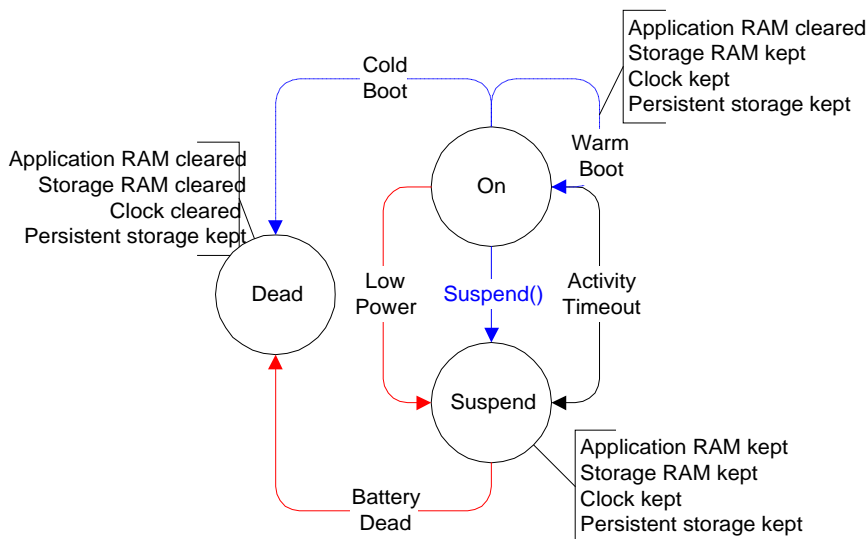 Application RAM cleared
Storage RAM kept
Clock kept
Persistent storage kept
Cold
Boot
Warm
Boot
Application RAM cleared
Storage RAM cleared
Clock cleared
Persistent storage kept
On
Dead
Low
Power
Suspend()
Activity
Timeout
Suspend
Application RAM kept
Storage RAM kept
Clock kept
Persistent storage kept
Battery
Dead